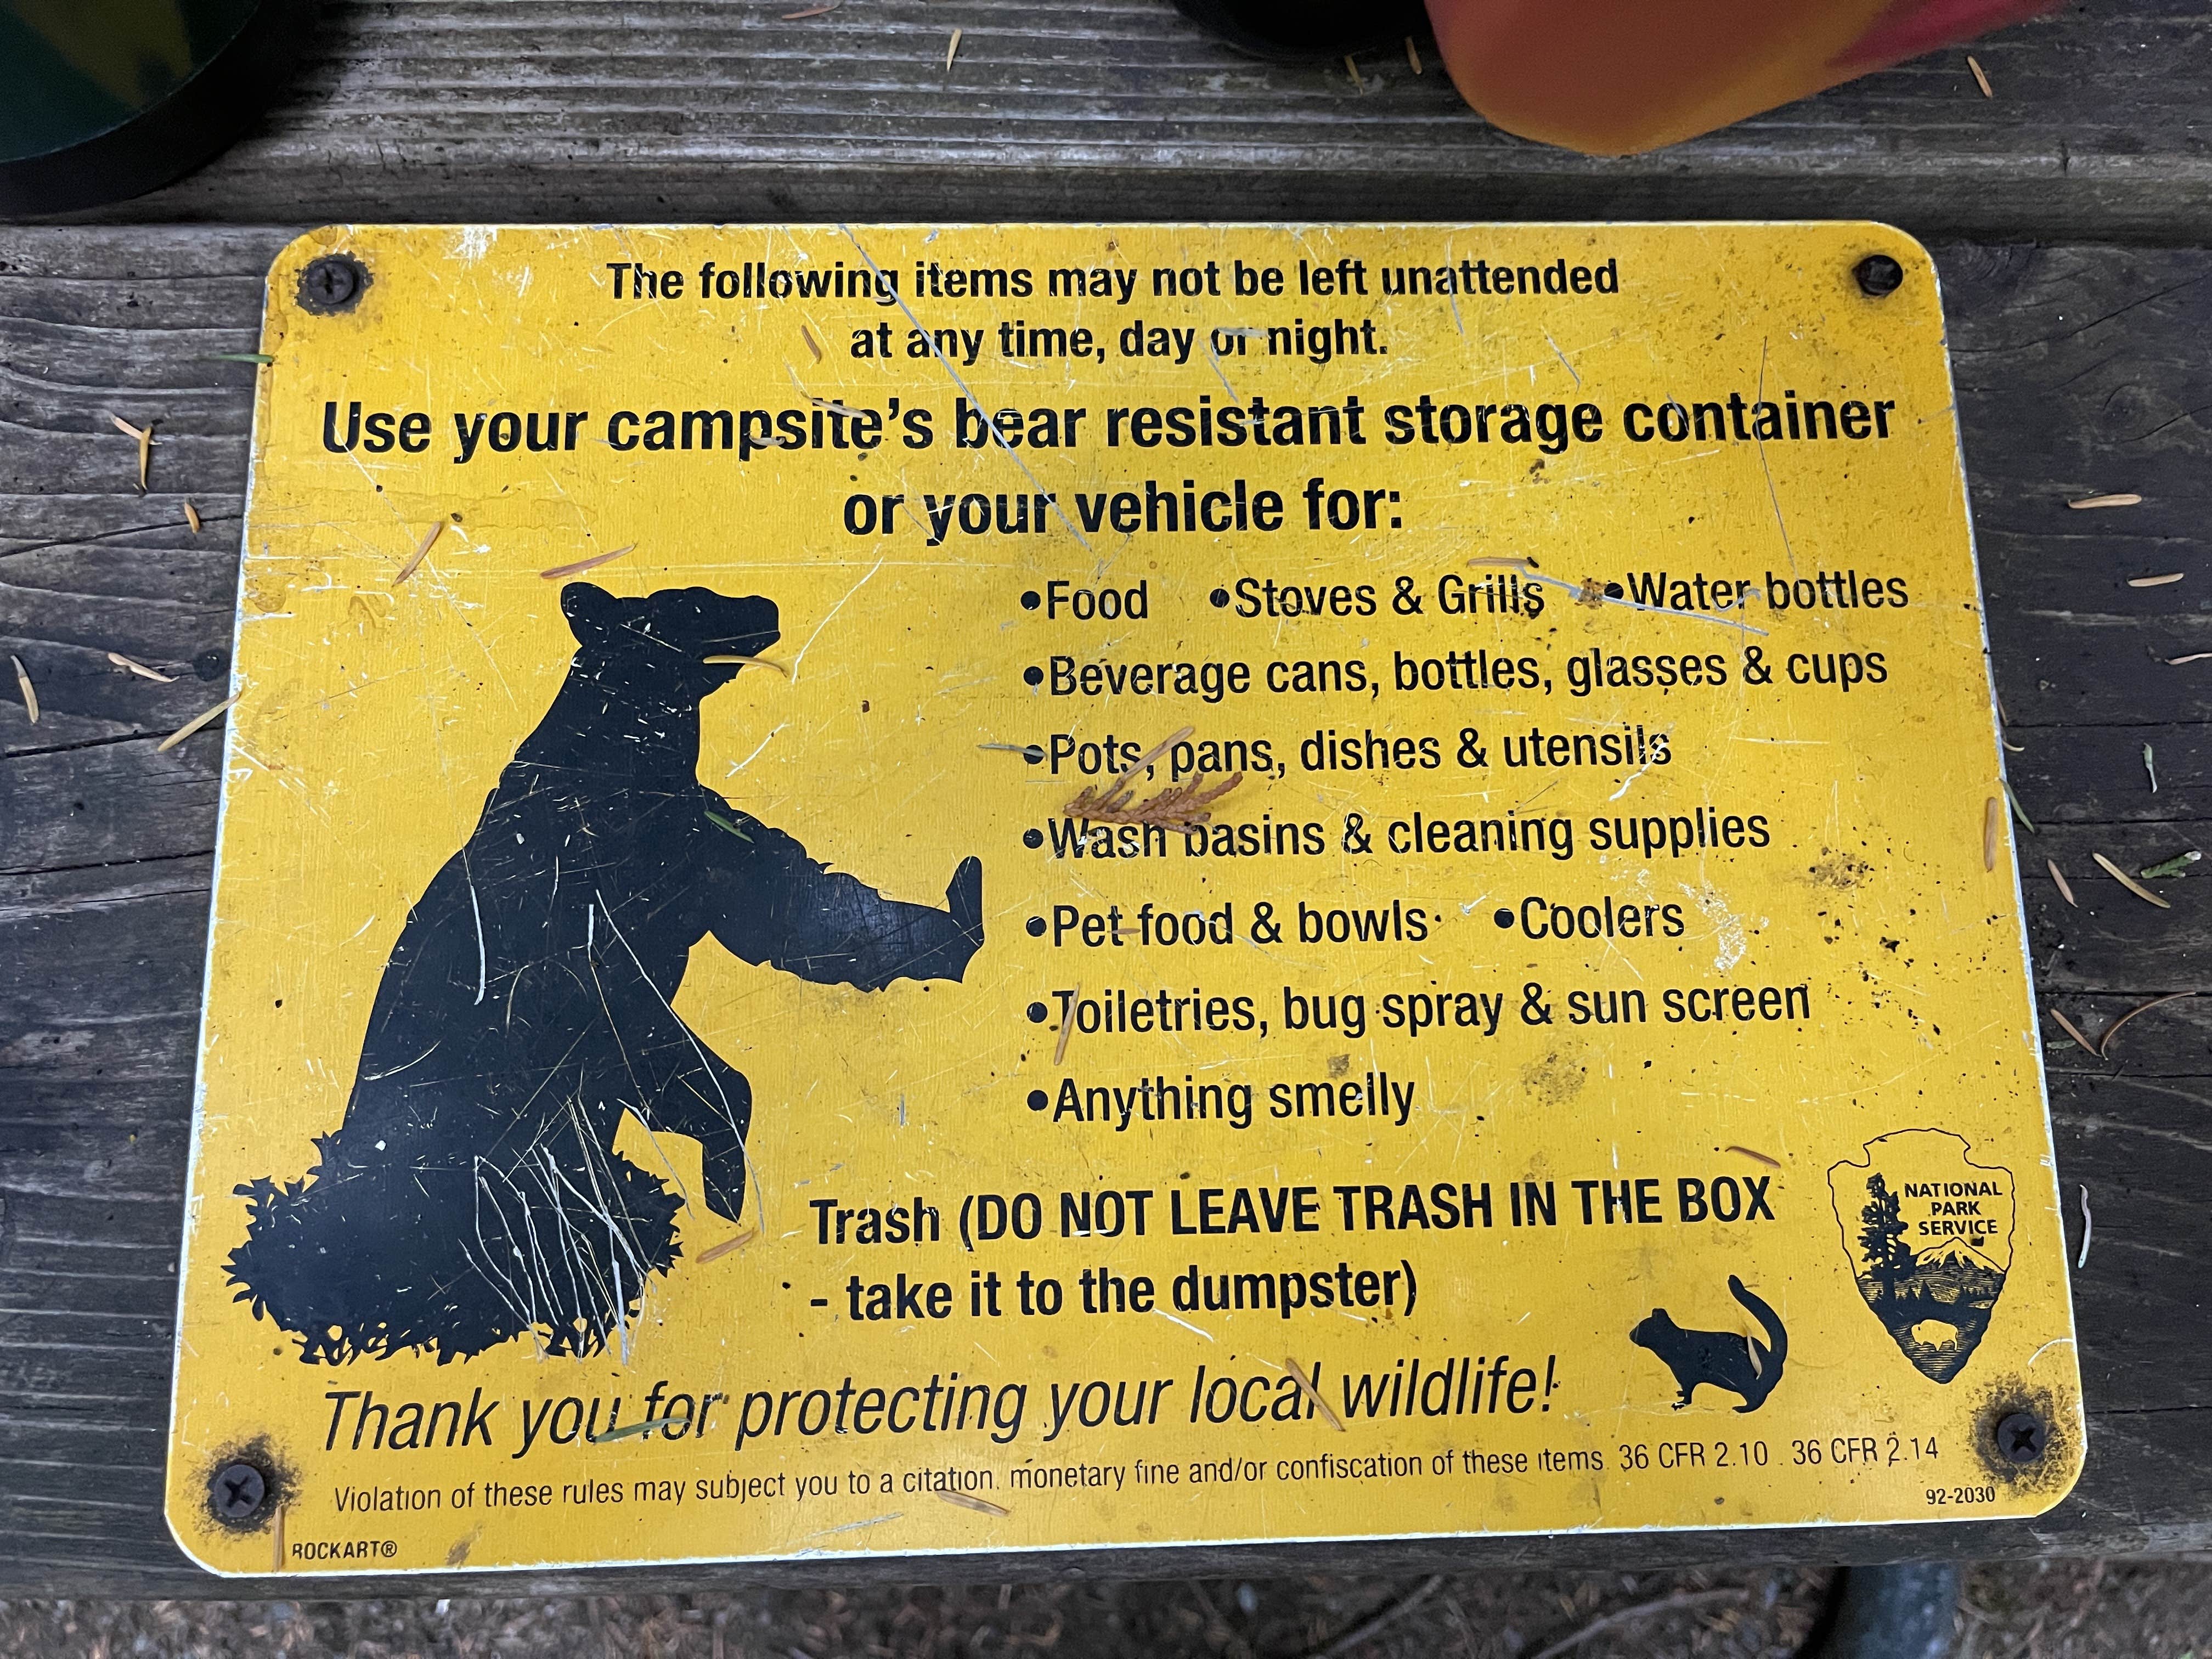 The following items may not be left unattended
at any time, day or night.
Use your campsite's bear resistant storage container
or your vehicle for:
•Food •Stoves & Grills •Water bottles
•Beverage cans, bottles, glasses & cups
•Pots, pans, dishes & utensils
•Wash basins & cleaning supplies
•Pet food & bowls •Coolers
•Toiletries, bug spray & sun screen
•Anything smelly
Trash (DO NOT LEAVE TRASH IN THE BOX
- take it to the dumpster)
NATIONAL
PARK
SERVICE
Thank you for protecting your local wildlife!
Violation of these rules may subject you to a citation, monetary fine and/or confiscation of these items. 36 CFR 2.10 . 36 CFR 2.14
92-2030
ROCKART®